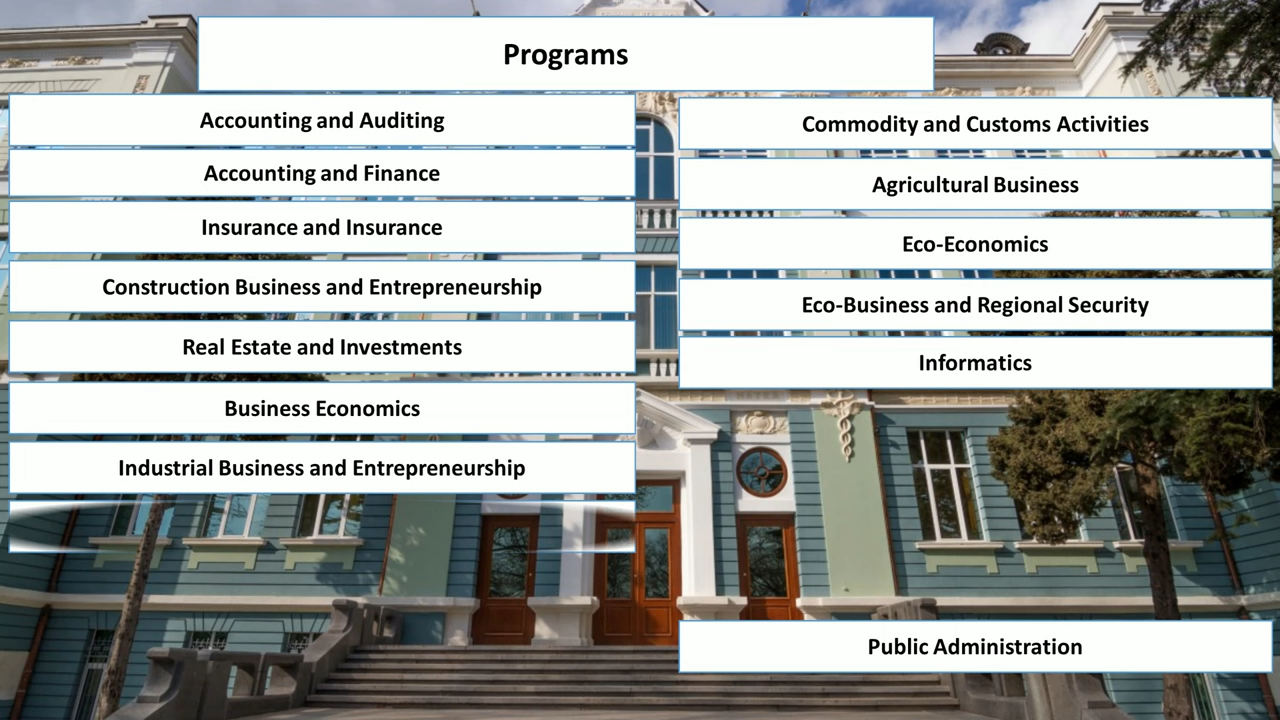 Programs
Accounting and Auditing
Accounting and Finance
Insurance and Insurance
Construction Business and Entrepreneurship
Real Estate and Investments
Business Economics
Industrial Business and Entrepreneurship
Commodity and Customs Activities
Agricultural Business
Eco-Economics
Eco-Business and Regional Security
Informatics
Public Administration